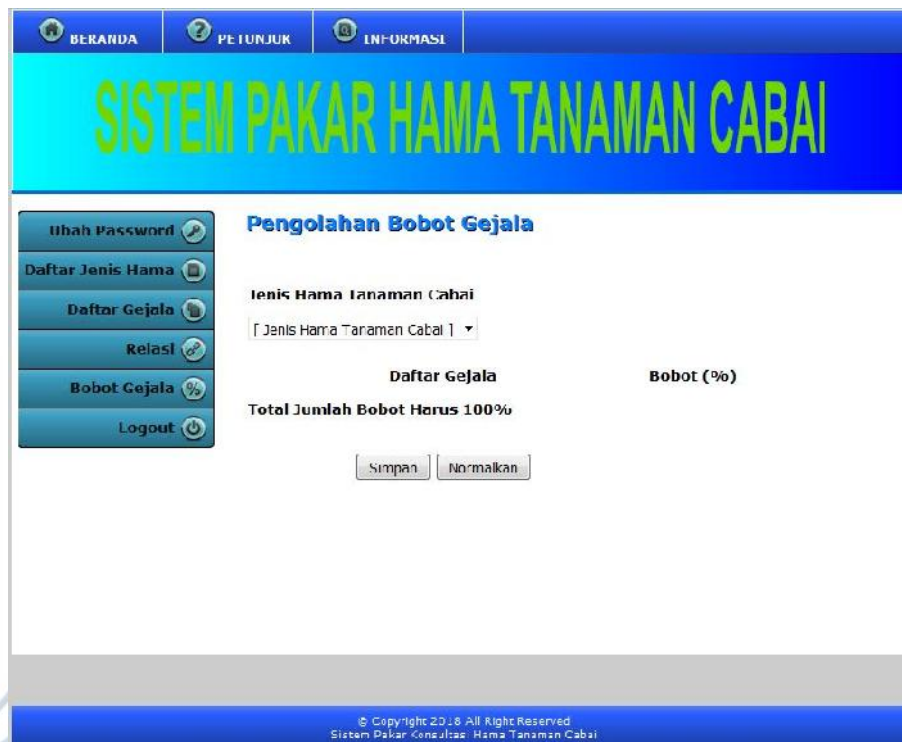 BERANDA PETUNJUK INFORMASI
SISTEM PAKAR HAMA TANAMAN CABAI
Ubah Password
Daftar Jenis Hama
Daftar Gejala
Relasi
Bobot Gejala
Logout
Pengolahan Bobot Gejala
Jenis Hama Tanaman Cabai
[ Jenis Hama Tanaman Cabai ]
Daftar Gejala Bobot (%)
Total Jumlah Bobot Harus 100%
Simpan Normalkan
© Copyright 2018 All Right Reserved
Sistem Pakar Konsultasi Hama Tanaman Cabai